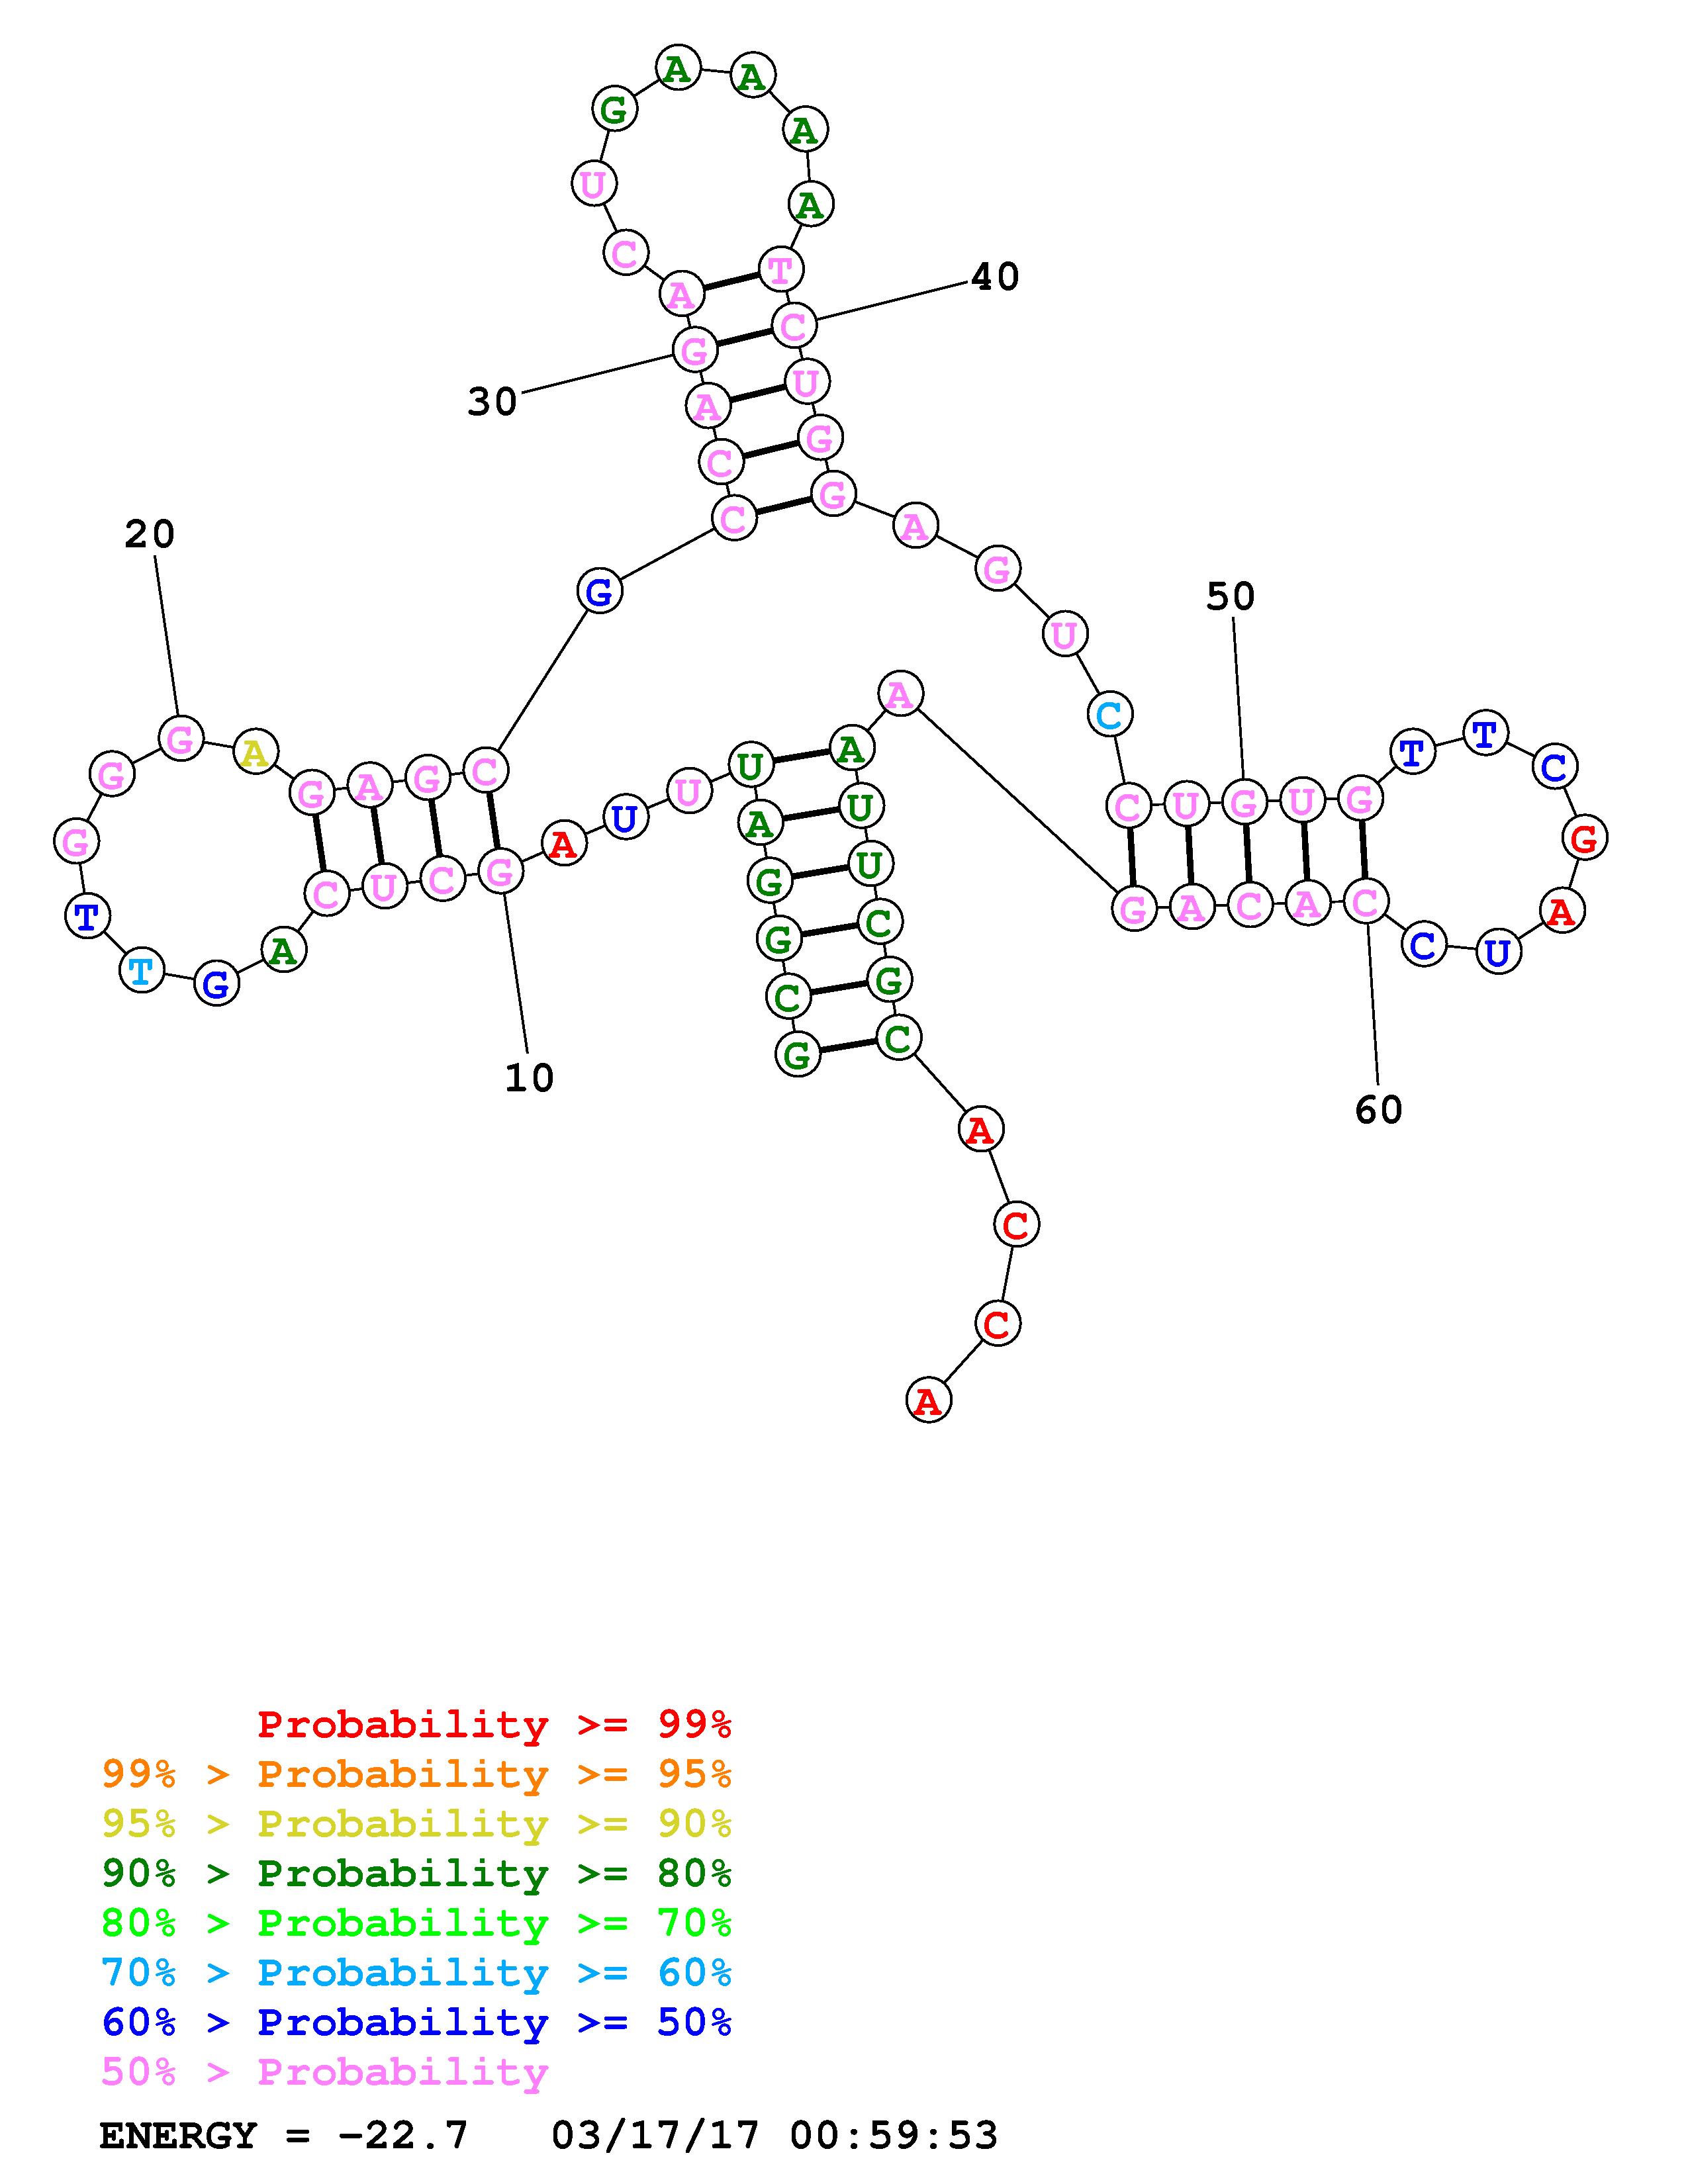 A A
G A
U A
C T
A C 40
G U
30 A G
C G
C A
G G
20 50
U
A C
G A U A C U G U G T T C
G G A G C U U A U G
G C U C G A A U G A C A C A
T A G U C U
T G G C
C G
10 G C 60
A
C
C
A
Probability >= 99%
99% > Probability >= 95%
95% > Probability >= 90%
90% > Probability >= 80%
80% > Probability >= 70%
70% > Probability >= 60%
60% > Probability >= 50%
50% > Probability
ENERGY = -22.7 03/17/17 00:59:53